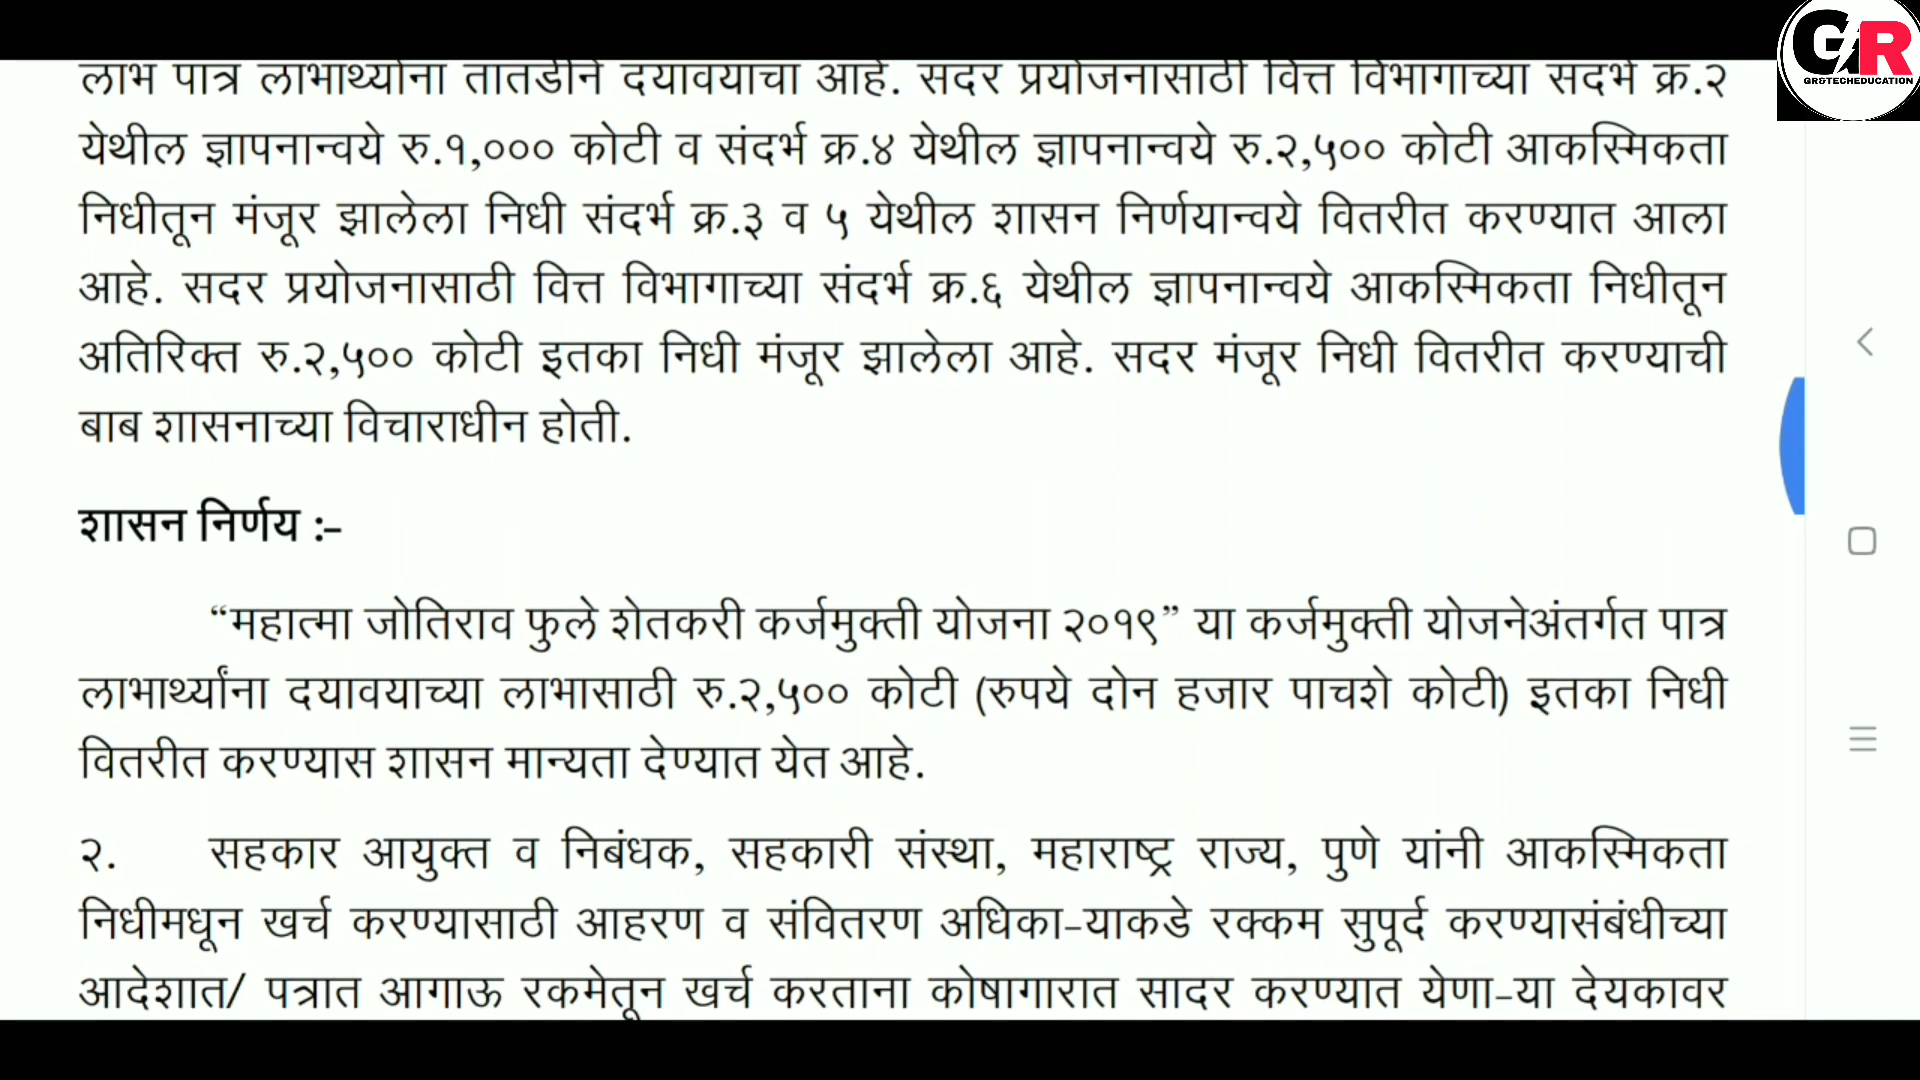 GR
GR&TECHEDUCATION
लाभ पात्र लाभार्थ्यांना तातडीने दयावयाचा आहे. सदर प्रयोजनासाठी वित्त विभागाच्या संदर्भ क्र.२
येथील ज्ञापनान्वये रु.१,००० कोटी व संदर्भ क्र.४ येथील ज्ञापनान्वये रु.२,५०० कोटी आकस्मिकता
निधीतून मंजूर झालेला निधी संदर्भ क्र.३ व ५ येथील शासन निर्णयान्वये वितरीत करण्यात आला
आहे. सदर प्रयोजनासाठी वित्त विभागाच्या संदर्भ क्र.६ येथील ज्ञापनान्वये आकस्मिकता निधीतून
अतिरिक्त रु.२,५०० कोटी इतका निधी मंजूर झालेला आहे. सदर मंजूर निधी वितरीत करण्याची
बाब शासनाच्या विचाराधीन होती.
शासन निर्णय :-
“महात्मा जोतिराव फुले शेतकरी कर्जमुक्ती योजना २०१९” या कर्जमुक्ती योजनेअंतर्गत पात्र
लाभार्थ्यांना दयावयाच्या लाभासाठी रु.२,५०० कोटी (रुपये दोन हजार पाचशे कोटी) इतका निधी
वितरीत करण्यास शासन मान्यता देण्यात येत आहे.
२. सहकार आयुक्त व निबंधक, सहकारी संस्था, महाराष्ट्र राज्य, पुणे यांनी आकस्मिकता
निधीमधून खर्च करण्यासाठी आहरण व संवितरण अधिका-याकडे रक्कम सुपूर्द करण्यासंबंधीच्या
आदेशात/ पत्रात आगाऊ रकमेतून खर्च करताना कोषागारात सादर करण्यात येणा-या देयकावर